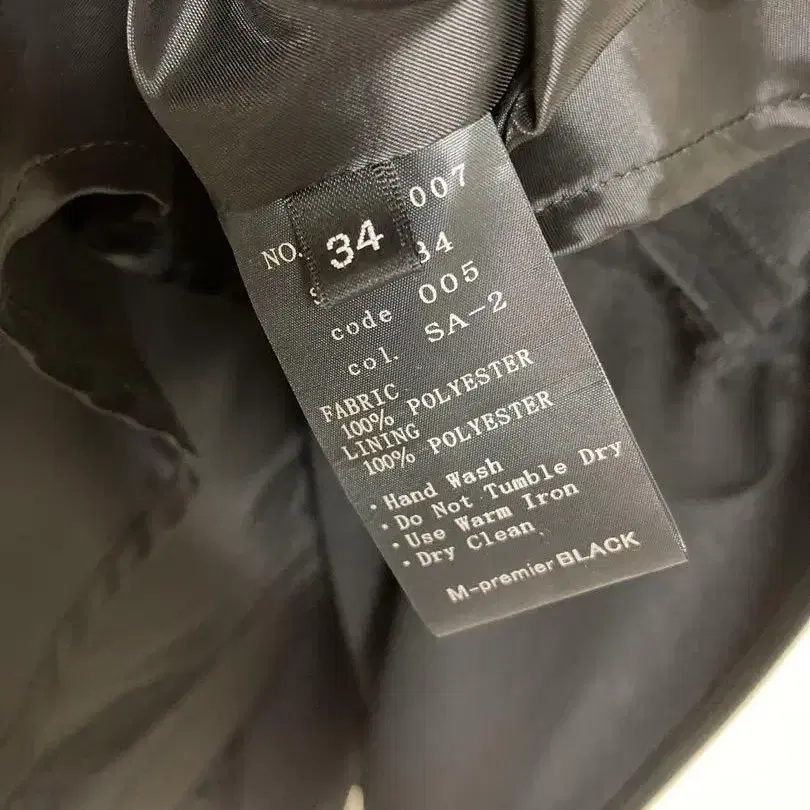 NO. 007
34
34
code 005
col. SA-2
FABRIC
100% POLYESTER
LINING
100% POLYESTER
・Hand Wash
・Do Not Tumble Dry
・Use Warm Iron
・Dry Clean
M-premier BLACK